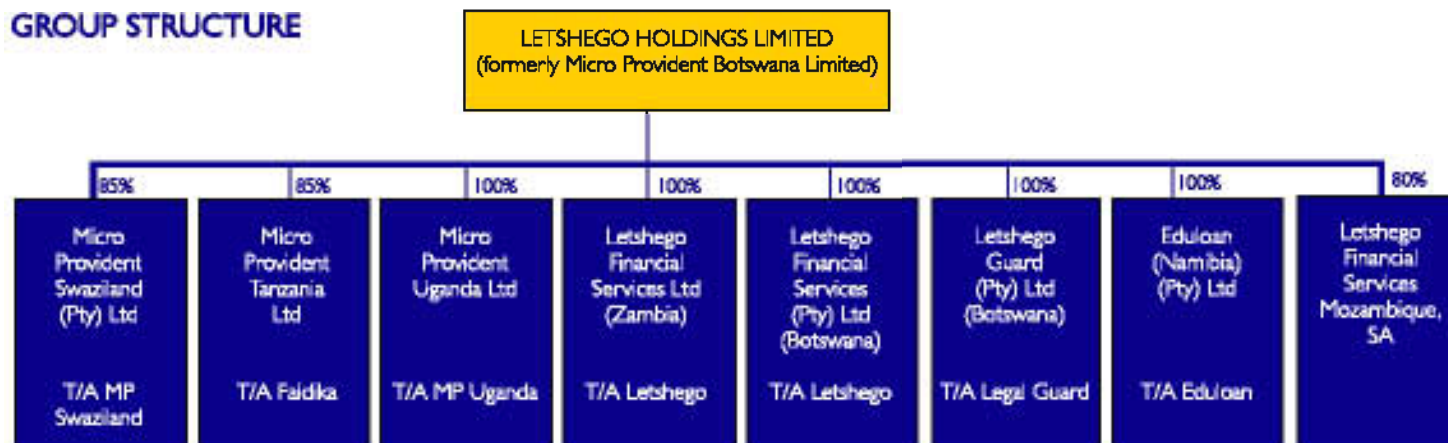 GROUP STRUCTURE
LETSHEGO HOLDINGS LIMITED
(formerly Micro Provident Botswana Limited)
85%
85%
100%
100%
100%
100%
100%
80%
Micro
Provident
Swaziland
(Pty) Ltd
T/A MP
Swaziland
Micro
Provident
Tanzania
Ltd
T/A Faidika
Micro
Provident
Uganda Ltd
T/A MP Uganda
Letshego
Financial
Services Ltd
(Zambia)
T/A Letshego
Letshego
Financial
Services
(Pty) Ltd
(Botswana)
T/A Letshego
Letshego
Guard
(Pty) Ltd
(Botswana)
T/A Legal Guard
Eduloan
(Namibia)
(Pty) Ltd
T/A Eduloan
Letshego
Financial
Services
Mozambique,
SA